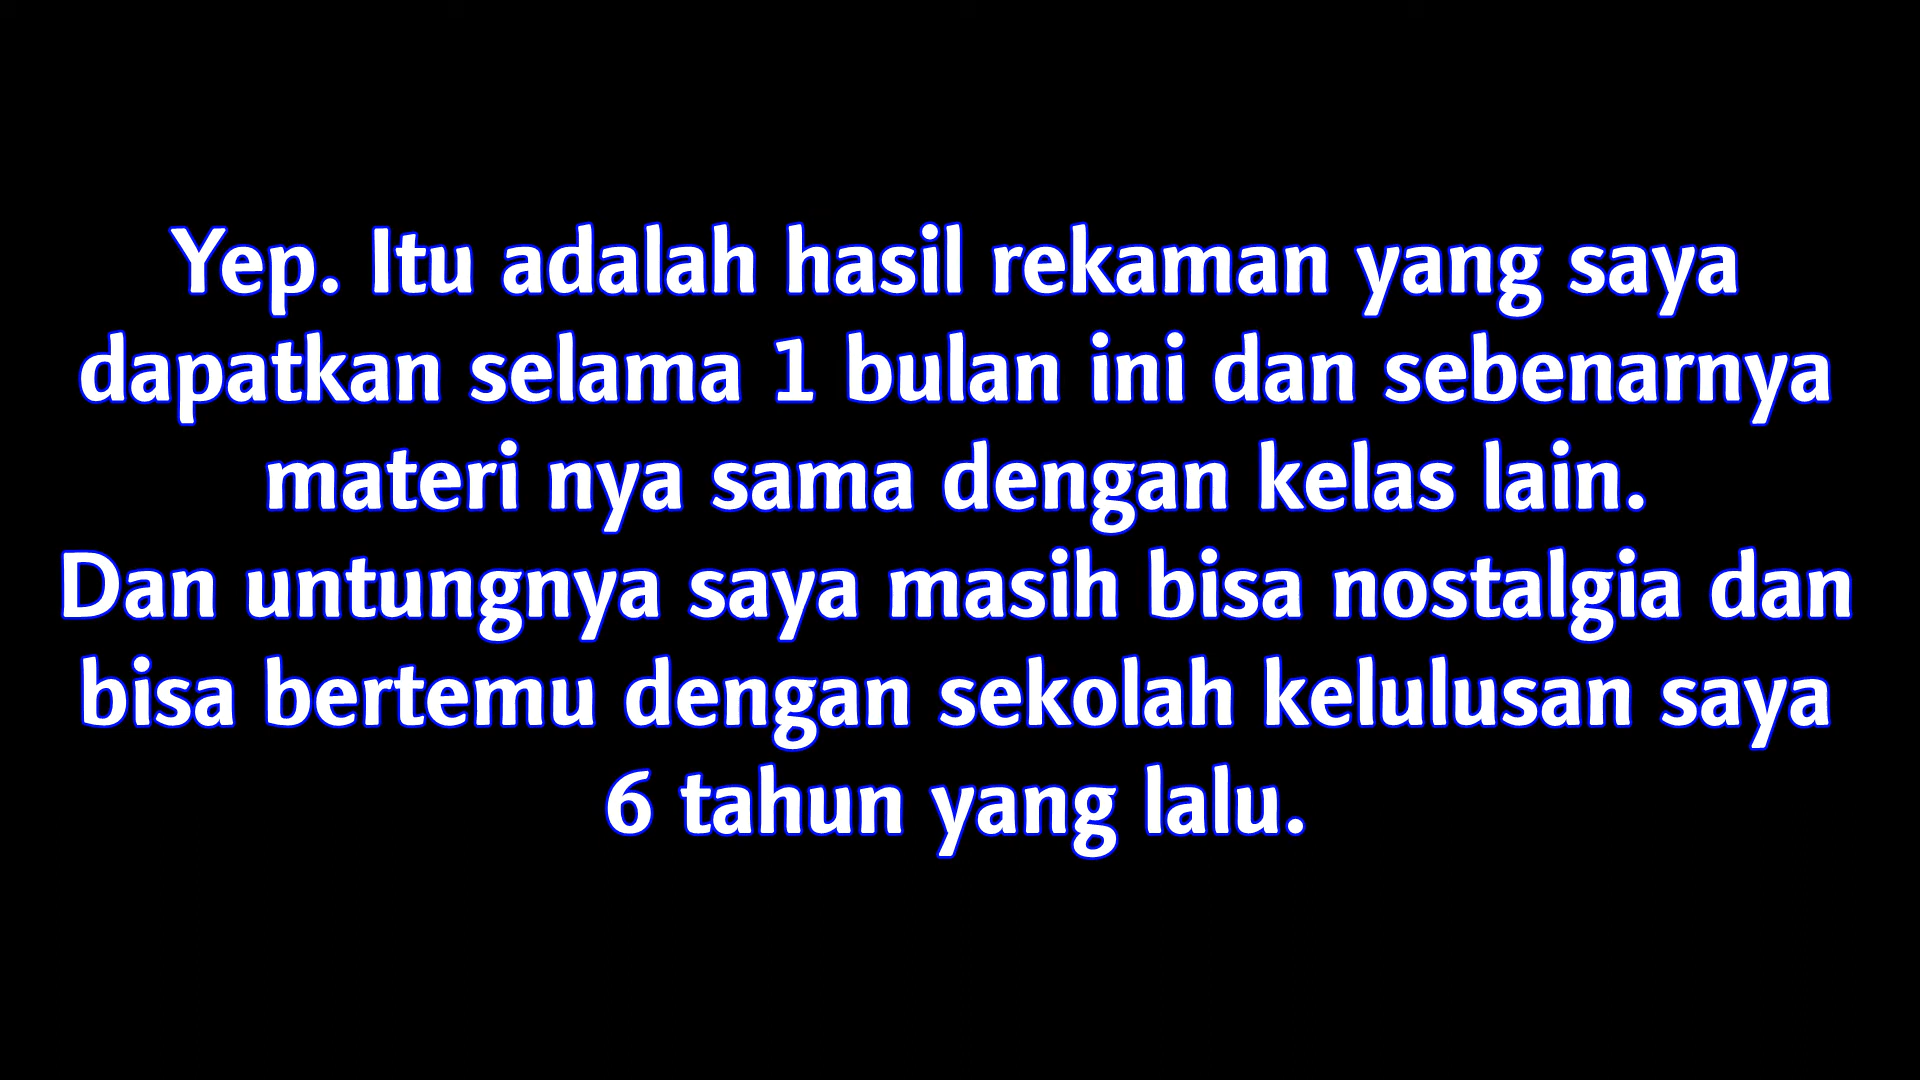 Yep. Itu adalah hasil rekaman yang saya
dapatkan selama 1 bulan ini dan sebenarnya
materi nya sama dengan kelas lain.
Dan untungnya saya masih bisa nostalgia dan
bisa bertemu dengan sekolah kelulusan saya
6 tahun yang lalu.